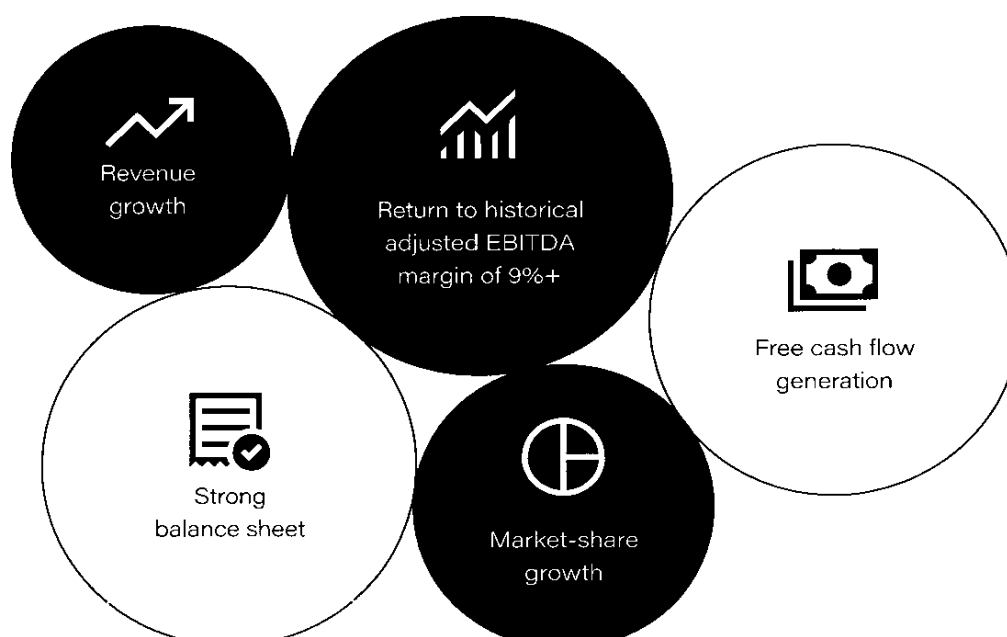 Revenue
growth
Return to historical
adjusted EBITDA
margin of 9%+
Free cash flow
generation
Strong
balance sheet
Market-share
growth